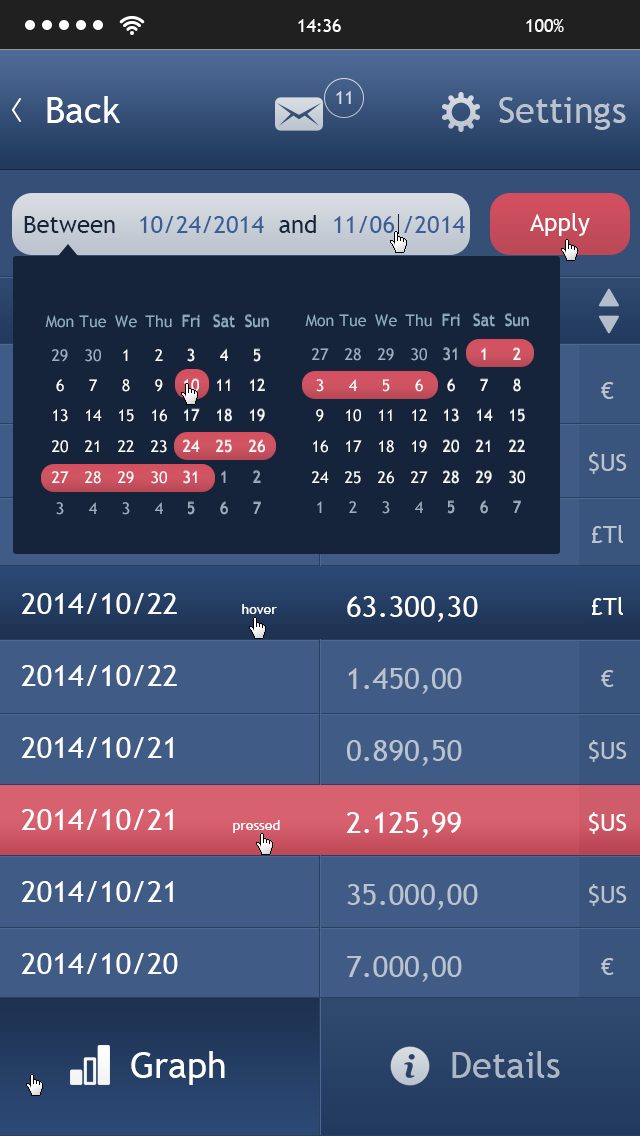 14:36 100%
Back 11 Settings
Between 10/24/2014 and 11/06/2014 Apply
Mon Tue We Thu Fri Sat Sun Mon Tue We Thu Fri Sat Sun
29 30 1 2 3 4 5 27 28 29 30 31 1 2
6 7 8 9 10 11 12 3 4 5 6 6 7 8
€
13 14 15 16 17 18 19 9 10 11 12 13 14 15
20 21 22 23 24 25 26 16 17 18 19 20 21 22
$US
27 28 29 30 31 1 2 24 25 26 27 28 29 30
3 4 3 4 5 6 7 1 2 3 4 5 6 7
£Tl
2014/10/22 hover 63.300,30 £Tl
2014/10/22 1.450,00 €
2014/10/21 0.890,50 $US
2014/10/21 pressed 2.125,99 $US
2014/10/21 35.000,00 $US
2014/10/20 7.000,00 €
Graph i Details